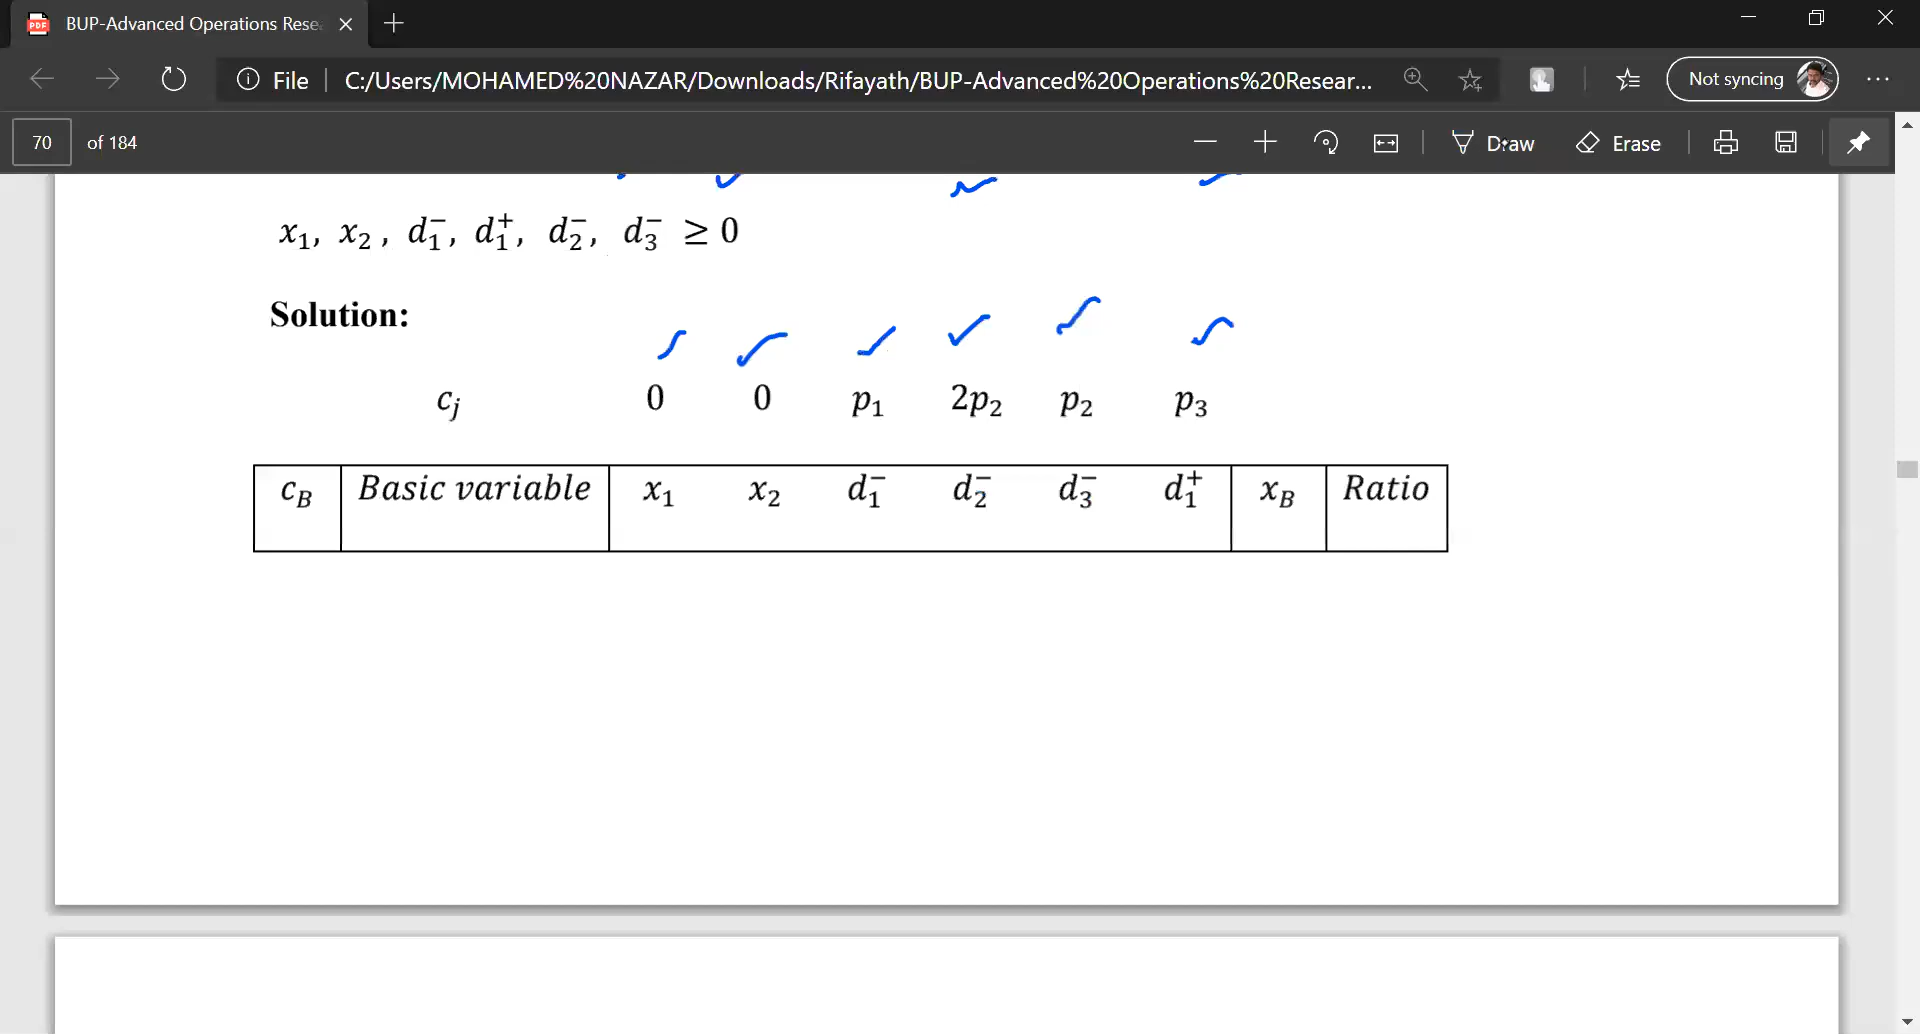 BUP-Advanced Operations Rese
File C:/Users/MOHAMED%20NAZAR/Downloads/Rifayath/BUP-Advanced%20Operations%20Resear... Not syncing
70 of 184 Draw Erase
x₁, x₂, d₁⁻, d₁⁺, d₂⁻, d₃⁻ ≥ 0
Solution:
cⱼ 0 0 p₁ 2p₂ p₂ p₃
c_B Basic variable x₁ x₂ d₁⁻ d₂⁻ d₃⁻ d₁⁺ x_B Ratio